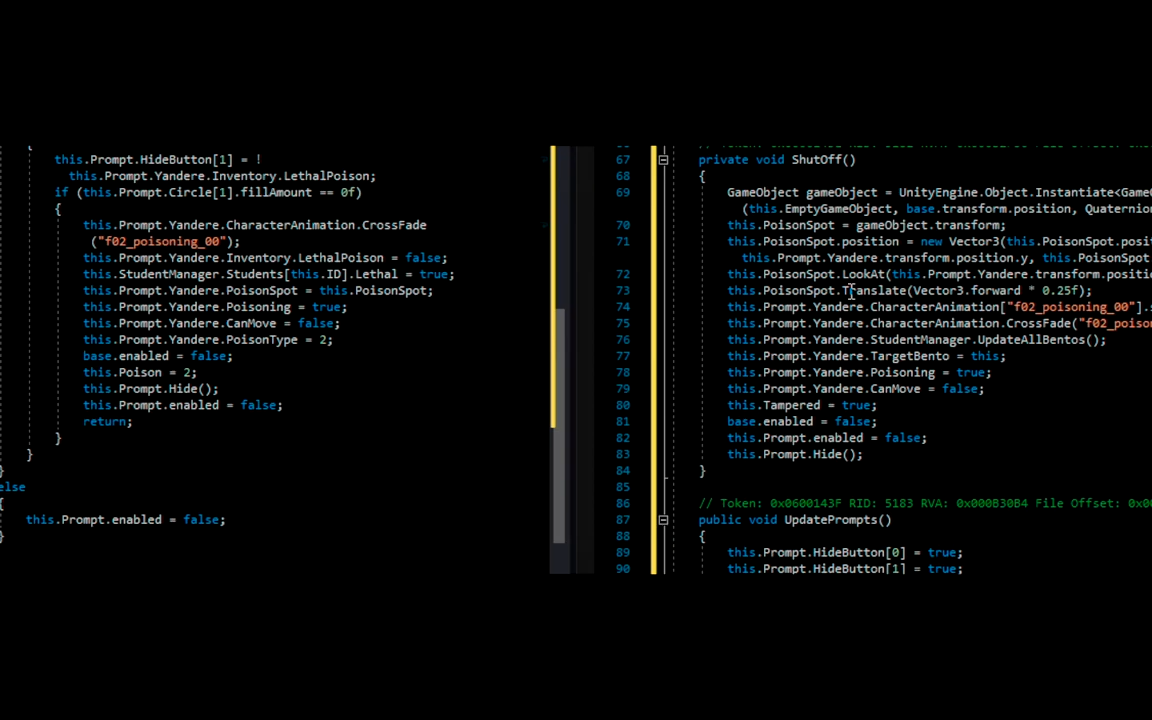 {
this.Prompt.HideButton[1] = !
this.Prompt.Yandere.Inventory.LethalPoison;
if (this.Prompt.Circle[1].fillAmount == 0f)
{
this.Prompt.Yandere.CharacterAnimation.CrossFade
("f02_poisoning_00");
this.Prompt.Yandere.Inventory.LethalPoison = false;
this.StudentManager.Students[this.ID].Lethal = true;
this.Prompt.Yandere.PoisonSpot = this.PoisonSpot;
this.Prompt.Yandere.Poisoning = true;
this.Prompt.Yandere.CanMove = false;
this.Prompt.Yandere.PoisonType = 2;
base.enabled = false;
this.Poison = 2;
this.Prompt.Hide();
this.Prompt.enabled = false;
return;
}
}
}
else
{
this.Prompt.enabled = false;
}
67 private void ShutOff()
68 {
69 GameObject gameObject = UnityEngine.Object.Instantiate<Gam
(this.EmptyGameObject, base.transform.position, Quaternion
70 this.PoisonSpot = gameObject.transform;
71 this.PoisonSpot.position = new Vector3(this.PoisonSpot.posi
this.Prompt.Yandere.transform.position.y, this.PoisonSpot
72 this.PoisonSpot.LookAt(this.Prompt.Yandere.transform.positi
73 this.PoisonSpot.Translate(Vector3.forward * 0.25f);
74 this.Prompt.Yandere.CharacterAnimation["f02_poisoning_00"].
75 this.Prompt.Yandere.CharacterAnimation.CrossFade("f02_poiso
76 this.Prompt.Yandere.StudentManager.UpdateAllBentos();
77 this.Prompt.Yandere.TargetBento = this;
78 this.Prompt.Yandere.Poisoning = true;
79 this.Prompt.Yandere.CanMove = false;
80 this.Tampered = true;
81 base.enabled = false;
82 this.Prompt.enabled = false;
83 this.Prompt.Hide();
84 }
85
86 // Token: 0x0600143F RID: 5183 RVA: 0x000B30B4 File Offset:
87 public void UpdatePrompts()
88 {
89 this.Prompt.HideButton[0] = true;
90 this.Prompt.HideButton[1] = true;